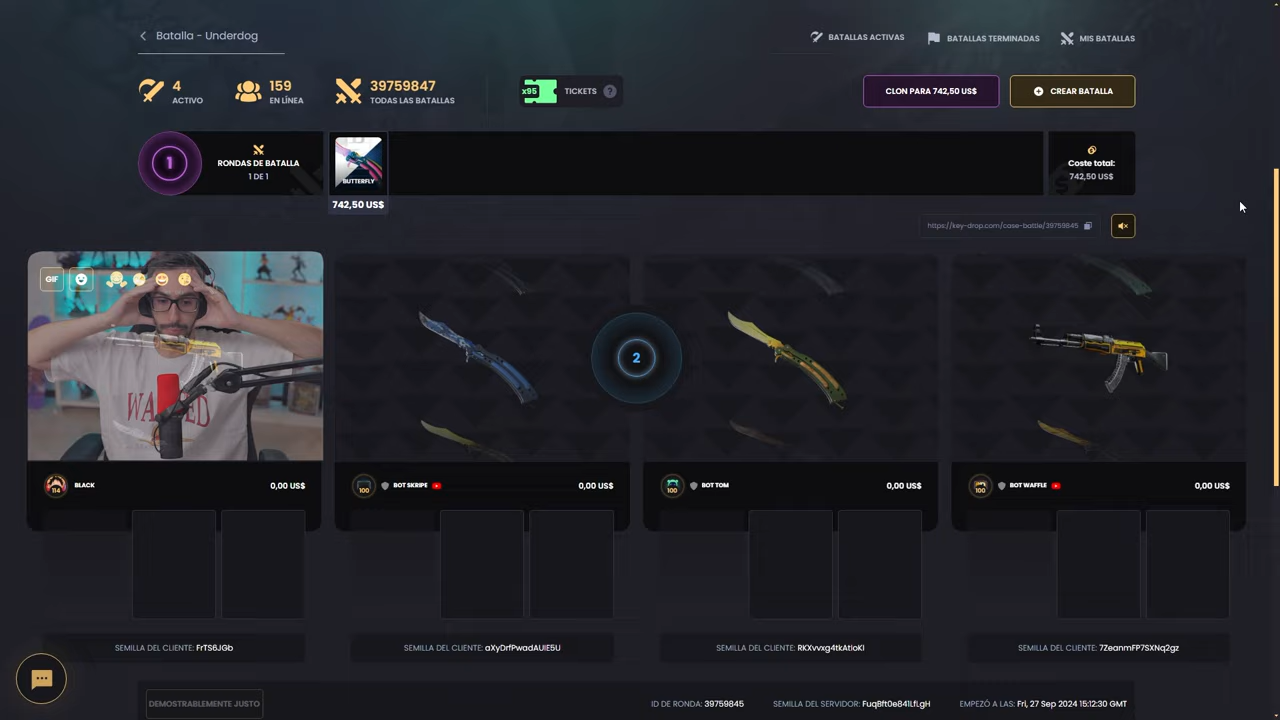 Batalla - Underdog
BATALLAS ACTIVAS
BATALLAS TERMINADAS
MIS BATALLAS
4
ACTIVO
159
EN LÍNEA
39759847
TODAS LAS BATALLAS
x95
TICKETS
?
CLON PARA 742,50 US$
CREAR BATALLA
1
RONDAS DE BATALLA
1 DE 1
BUTTERFLY
742,50 US$
Coste total:
742,50 US$
https://key-drop.com/case-battle/39759845
GIF
2
114
BLACK
0,00 US$
100
BOT SKRIPE
0,00 US$
100
BOT TOM
0,00 US$
100
BOT WAFFLE
0,00 US$
SEMILLA DEL CLIENTE: FrTS6JGb
SEMILLA DEL CLIENTE: aXyDrfPwadAUIE5U
SEMILLA DEL CLIENTE: RKXvvxg4tkAtioKI
SEMILLA DEL CLIENTE: 7ZeanmFP7SXNq2gz
DEMOSTRABLEMENTE JUSTO
ID DE RONDA: 39759845
SEMILLA DEL SERVIDOR: FuqBft0e841LfLgH
EMPEZÓ A LAS: Fri, 27 Sep 2024 15:12:30 GMT